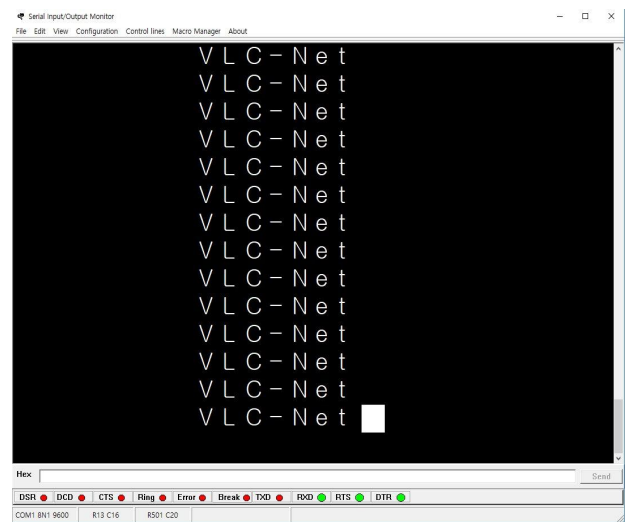 Serial Input/Output Monitor
File Edit View Configuration Control lines Macro Manager About
VLC-Net
VLC-Net
VLC-Net
VLC-Net
VLC-Net
VLC-Net
VLC-Net
VLC-Net
VLC-Net
VLC-Net
VLC-Net
VLC-Net
VLC-Net
VLC-Net
Hex Send
DSR DCD CTS Ring Error Break TXD RXD RTS DTR
COM1 8N1 9600 R13 C16 R501 C20